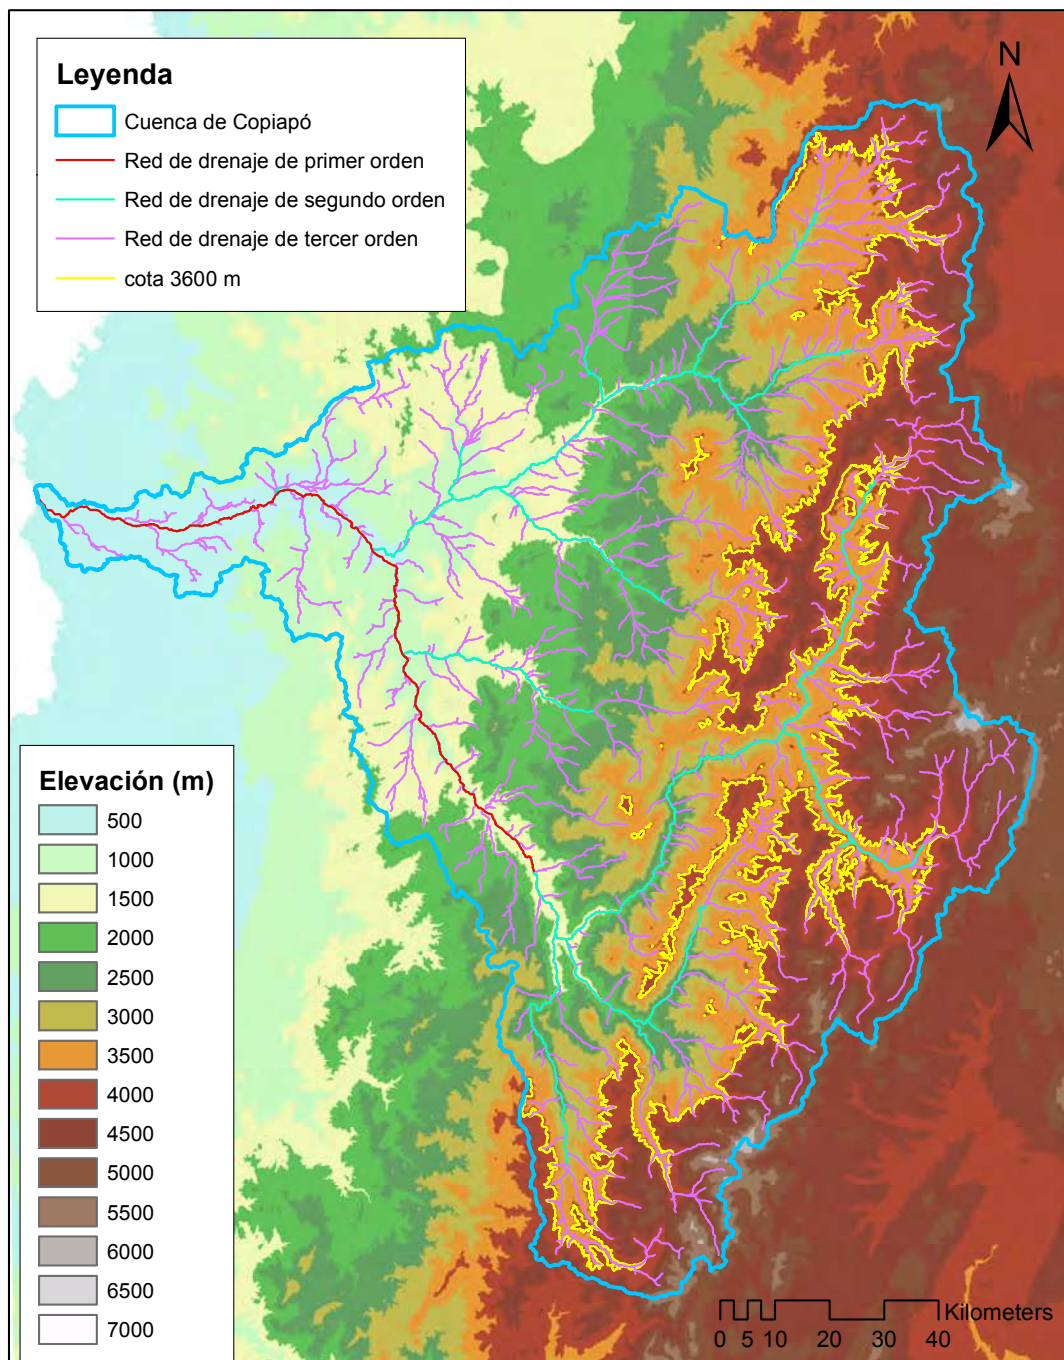 Leyenda
Cuenca de Copiapó
Red de drenaje de primer orden
Red de drenaje de segundo orden
Red de drenaje de tercer orden
cota 3600 m
N
Elevación (m)
500
1000
1500
2000
2500
3000
3500
4000
4500
5000
5500
6000
6500
7000
Kilometers
0 5 10 20 30 40